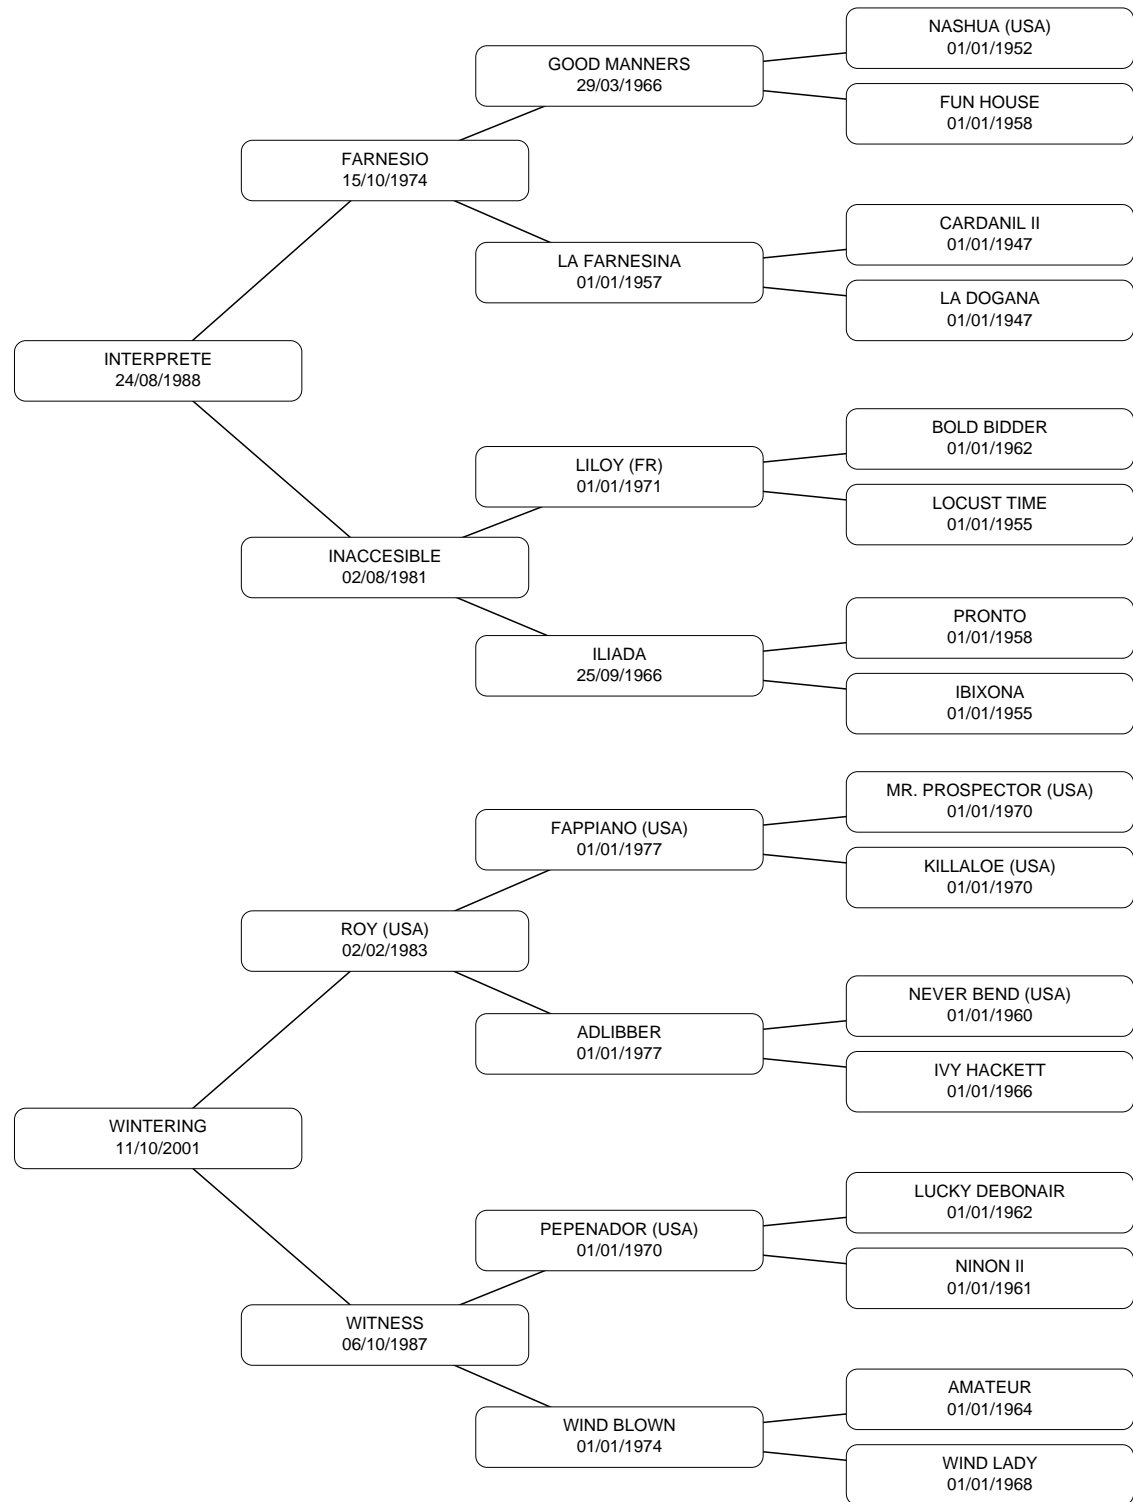 NASHUA (USA)
01/01/1952
GOOD MANNERS
29/03/1966
FUN HOUSE
01/01/1958
FARNESIO
15/10/1974
CARDANIL II
01/01/1947
LA FARNESINA
01/01/1957
LA DOGANA
01/01/1947
INTERPRETE
24/08/1988
BOLD BIDDER
01/01/1962
LILOY (FR)
01/01/1971
LOCUST TIME
01/01/1955
INACCESIBLE
02/08/1981
PRONTO
01/01/1958
ILIADA
25/09/1966
IBIXONA
01/01/1955
MR. PROSPECTOR (USA)
01/01/1970
FAPPIANO (USA)
01/01/1977
KILLALOE (USA)
01/01/1970
ROY (USA)
02/02/1983
NEVER BEND (USA)
01/01/1960
ADLIBBER
01/01/1977
IVY HACKETT
01/01/1966
WINTERING
11/10/2001
LUCKY DEBONAIR
01/01/1962
PEPENADOR (USA)
01/01/1970
NINON II
01/01/1961
WITNESS
06/10/1987
AMATEUR
01/01/1964
WIND BLOWN
01/01/1974
WIND LADY
01/01/1968